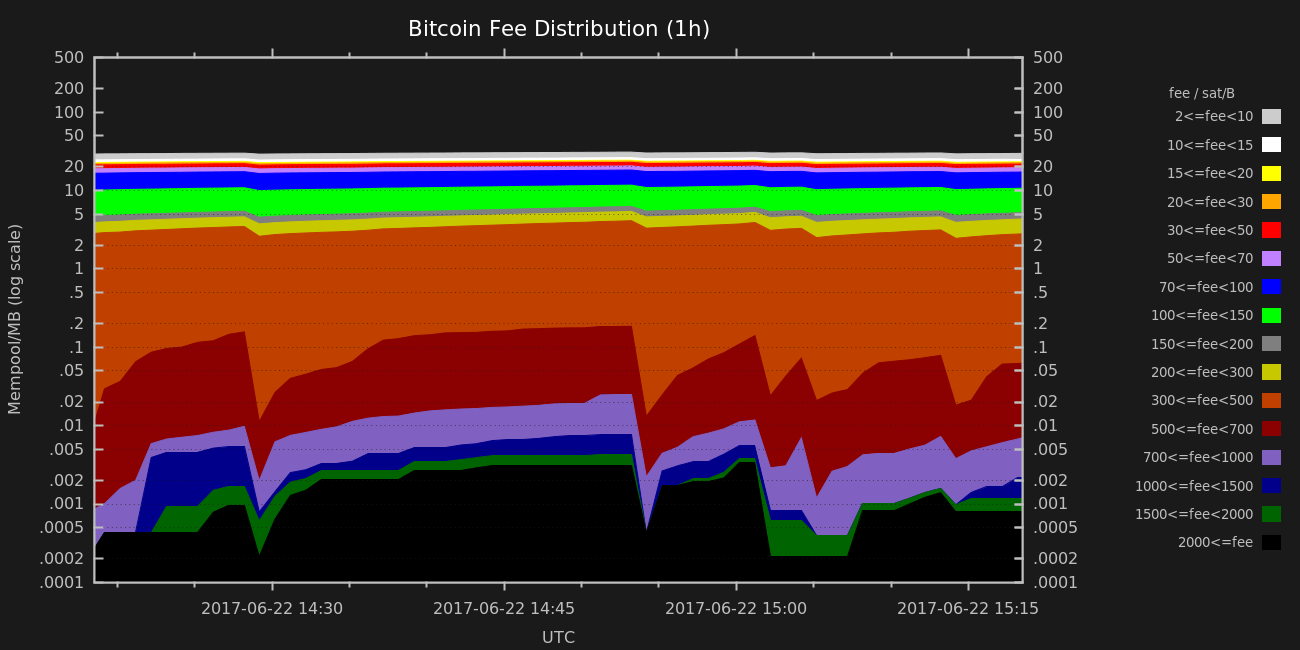 Bitcoin Fee Distribution (1h)
Mempool/MB (log scale)
500
200
100
50
20
10
5
2
1
.5
.2
.1
.05
.02
.01
.005
.002
.001
.0005
.0002
.0001
500
200
100
50
20
10
5
2
1
.5
.2
.1
.05
.02
.01
.005
.002
.001
.0005
.0002
.0001
fee / sat/B
2<=fee<10
10<=fee<15
15<=fee<20
20<=fee<30
30<=fee<50
50<=fee<70
70<=fee<100
100<=fee<150
150<=fee<200
200<=fee<300
300<=fee<500
500<=fee<700
700<=fee<1000
1000<=fee<1500
1500<=fee<2000
2000<=fee
2017-06-22 14:30 2017-06-22 14:45 2017-06-22 15:00 2017-06-22 15:15
UTC